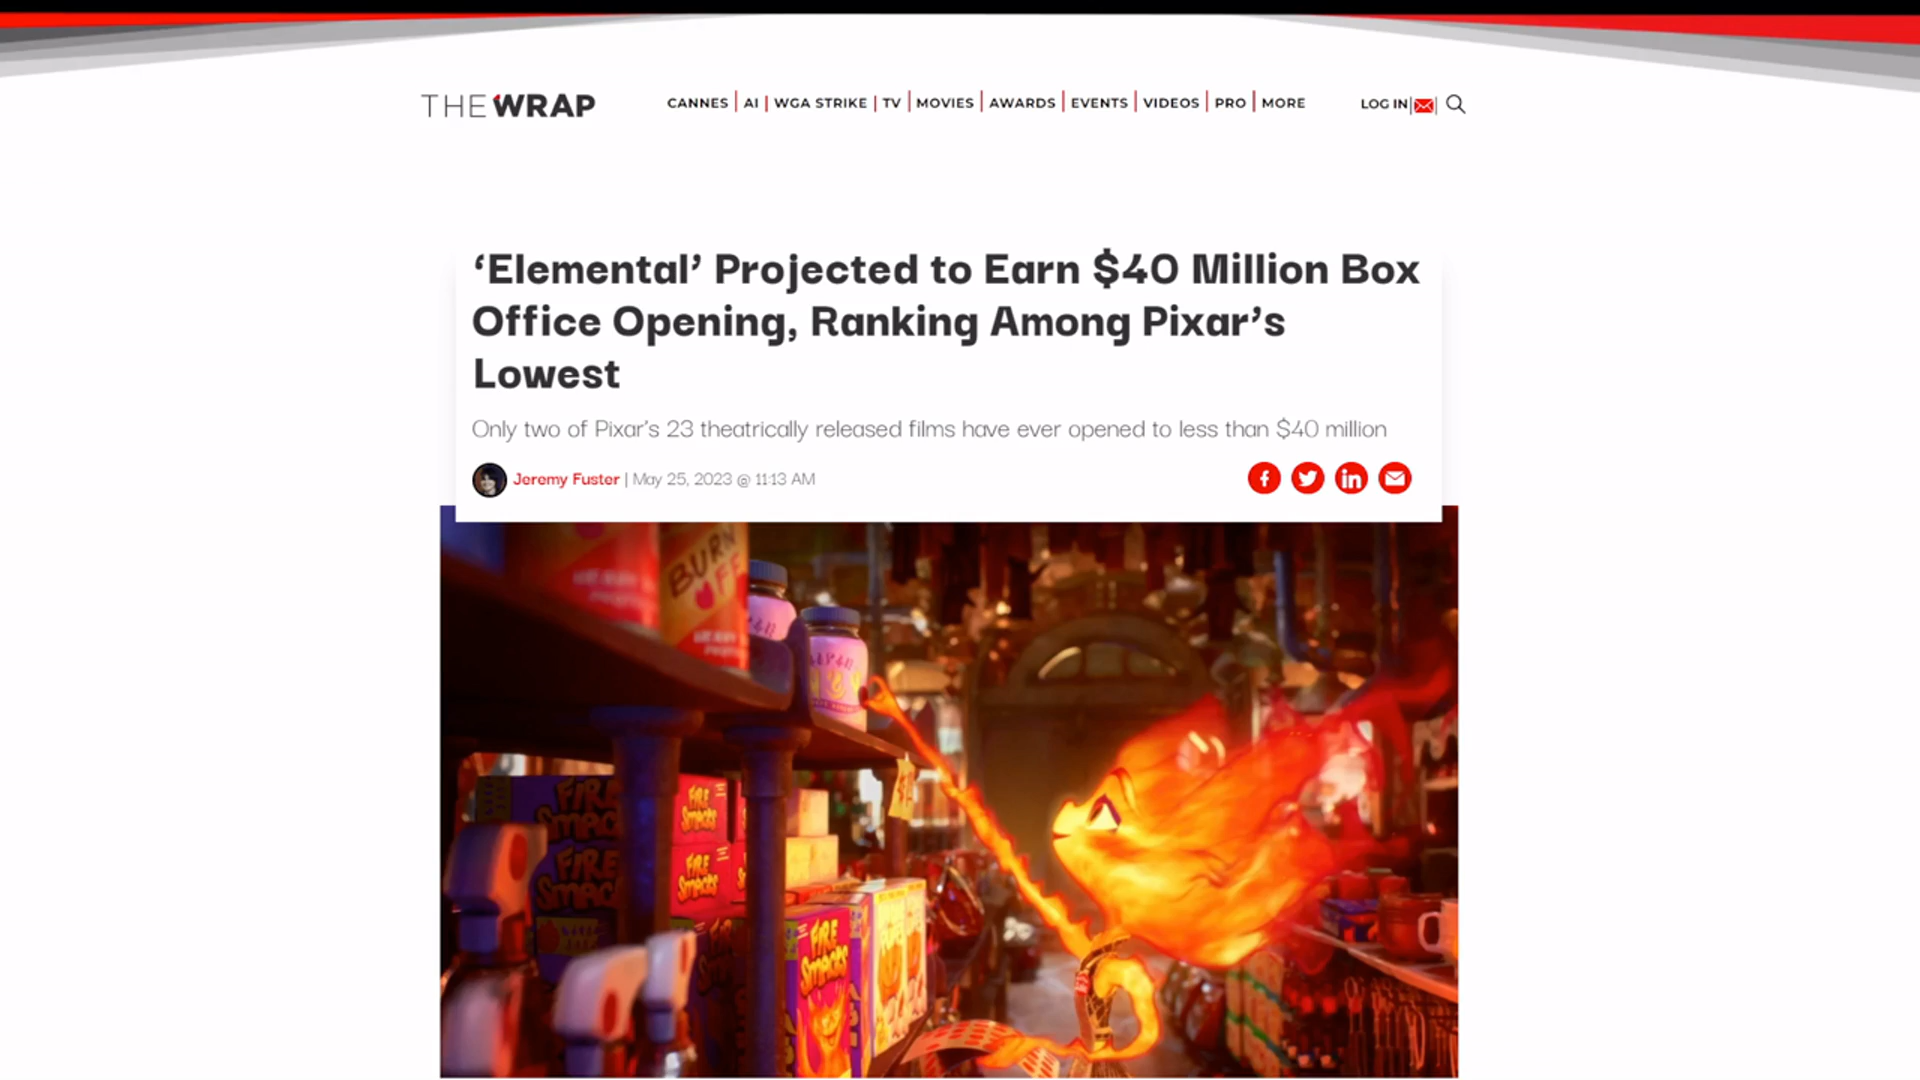 THE WRAP
CANNES | AI | WGA STRIKE | TV | MOVIES | AWARDS | EVENTS | VIDEOS | PRO | MORE
LOG IN
‘Elemental’ Projected to Earn $40 Million Box
Office Opening, Ranking Among Pixar’s
Lowest
Only two of Pixar’s 23 theatrically released films have ever opened to less than $40 million
Jeremy Fuster | May 25, 2023 @ 11:13 AM
BURN
FIRE
SMACKS
FIRE
SMACKS
FIRE
SMACKS